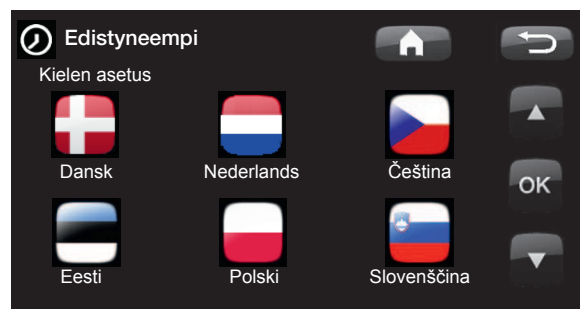 Edistyneempi
Kielen asetus
Dansk Nederlands Čeština
OK
Eesti Polski Slovenščina